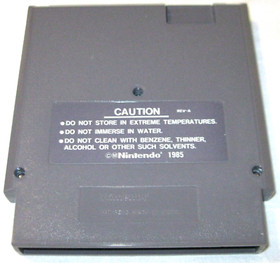 CAUTION
REV-A
●DO NOT STORE IN EXTREME TEMPERATURES.
●DO NOT IMMERSE IN WATER.
●DO NOT CLEAN WITH BENZENE, THINNER,
ALCOHOL OR OTHER SUCH SOLVENTS.
©Nintendo 1985